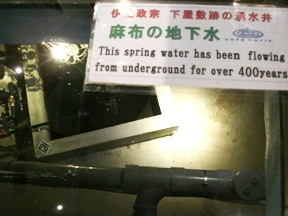 伊達政宗 下屋敷跡の湧水井
麻布の地下水
This spring water has been flowing
from underground for over 400years
西